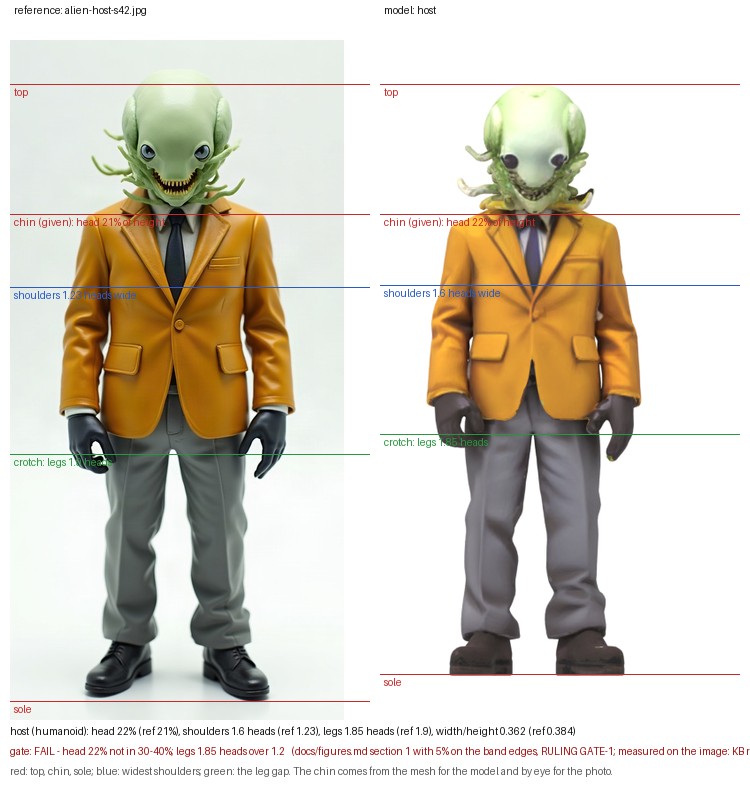 reference: alien-host-s42.jpg
model: host
top
top
chin (given): head 21% of height
chin (given): head 22% of height
shoulders 1.23 heads wide
shoulders 1.6 heads wide
crotch: legs 1.85 heads
crotch: legs heads
sole
sole
host (humanoid): head 22% (ref 21%), shoulders 1.6 heads (ref 1.23), legs 1.85 heads (ref 1.9), width/height 0.362 (ref 0.384)
gate: FAIL - head 22% not in 30-40%, legs 1.85 heads over 1.2 (docs/figures.md section 1 with 5% on the band edges, RULING GATE-1; measured on the image: KB r
red: top, chin, sole; blue: widest shoulders; green: the leg gap. The chin comes from the mesh for the model and by eye for the photo.